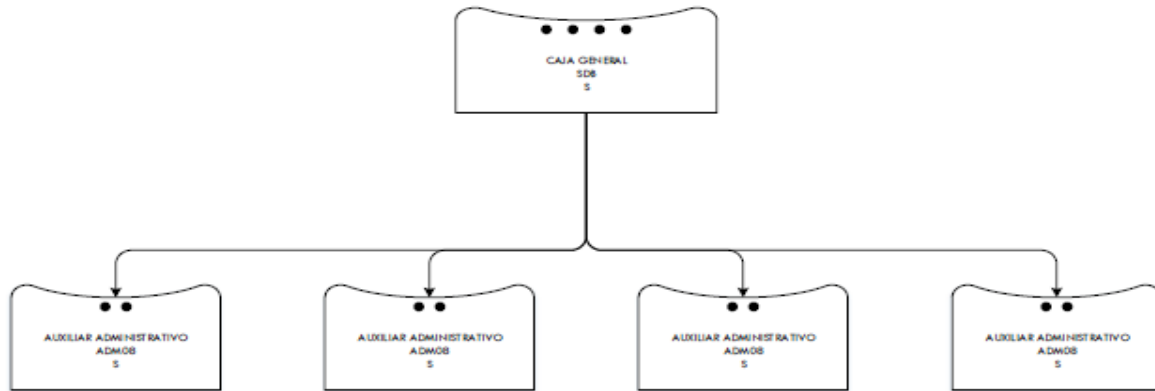 CAJA GENERAL
SDB
S
AUXILIAR ADMINISTRATIVO
ADM08
S
AUXILIAR ADMINISTRATIVO
ADM08
S
AUXILIAR ADMINISTRATIVO
ADM08
S
AUXILIAR ADMINISTRATIVO
ADM08
S